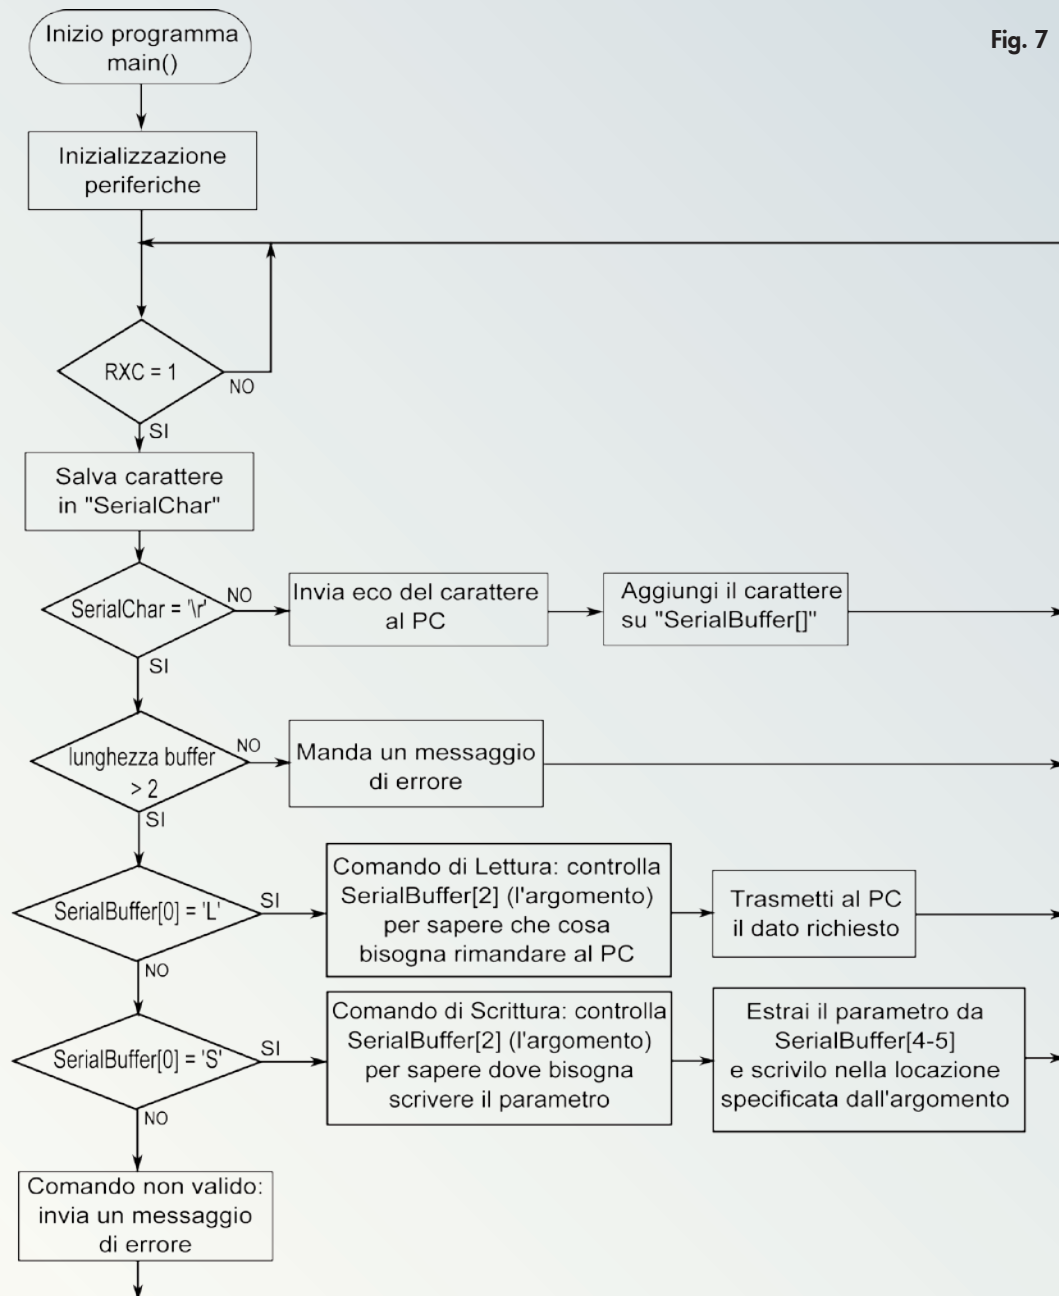 Inizio programma
main()
Fig. 7
Inizializzazione
periferiche
RXC = 1
NO
SI
Salva carattere
in "SerialChar"
SerialChar = '\r'
NO
Invia eco del carattere
al PC
Aggiungi il carattere
su "SerialBuffer[]"
SI
lunghezza buffer
> 2
NO
Manda un messaggio
di errore
SI
SerialBuffer[0] = 'L'
SI
Comando di Lettura: controlla
SerialBuffer[2] (l'argomento)
per sapere che cosa
bisogna rimandare al PC
Trasmetti al PC
il dato richiesto
NO
SerialBuffer[0] = 'S'
SI
Comando di Scrittura: controlla
SerialBuffer[2] (l'argomento)
per sapere dove bisogna
scrivere il parametro
Estrai il parametro da
SerialBuffer[4-5]
e scrivilo nella locazione
specificata dall'argomento
NO
Comando non valido:
invia un messaggio
di errore